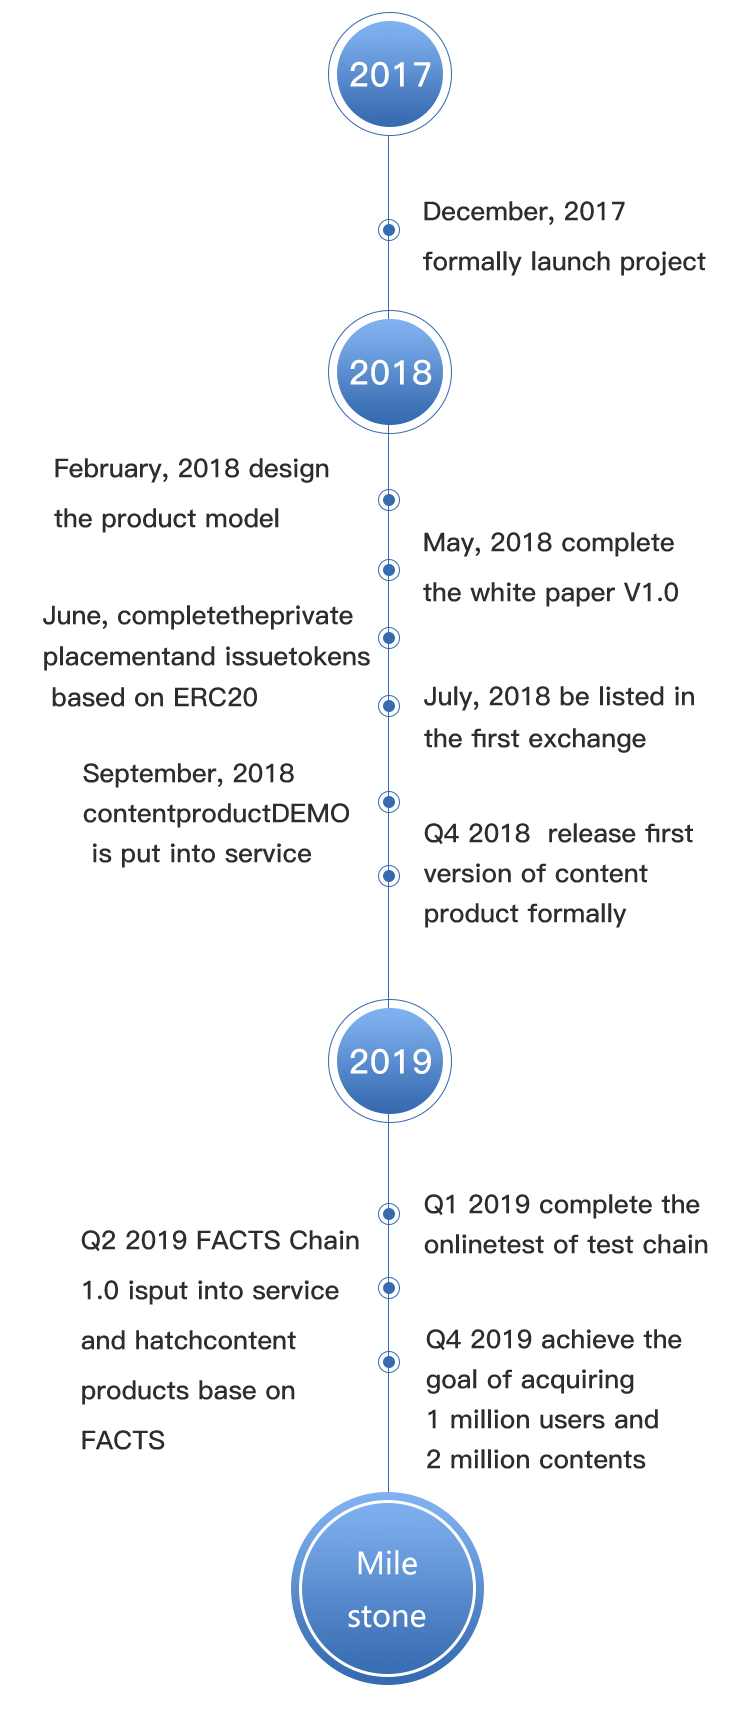 2017
December, 2017
formally launch project
2018
February, 2018 design
the product model
May, 2018 complete
the white paper V1.0
June, completetheprivate
placementand issuetokens
based on ERC20
July, 2018 be listed in
the first exchange
September, 2018
contentproductDEMO
is put into service
Q4 2018 release first
version of content
product formally
2019
Q1 2019 complete the
onlinetest of test chain
Q2 2019 FACTS Chain
1.0 isput into service
and hatchcontent
products base on
FACTS
Q4 2019 achieve the
goal of acquiring
1 million users and
2 million contents
Mile
stone